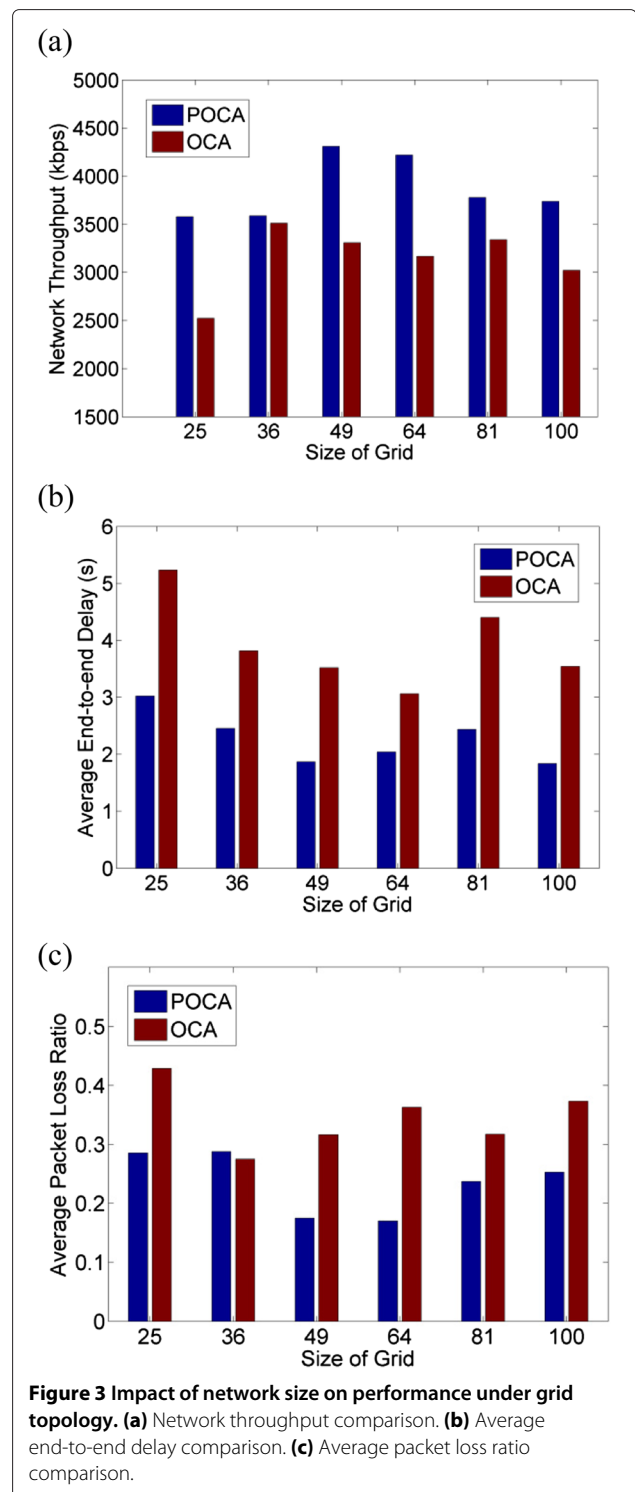 (a)
5000
4500
4000
3500
3000
2500
2000
1500
Network Throughput (kbps)
POCA
OCA
25 36 49 64 81 100
Size of Grid
(b)
6
5
4
3
2
1
0
Average End-to-end Delay (s)
POCA
OCA
25 36 49 64 81 100
Size of Grid
(c)
0.5
0.4
0.3
0.2
0.1
0
Average Packet Loss Ratio
POCA
OCA
25 36 49 64 81 100
Size of Grid
Figure 3 Impact of network size on performance under grid
topology. (a) Network throughput comparison. (b) Average
end-to-end delay comparison. (c) Average packet loss ratio
comparison.